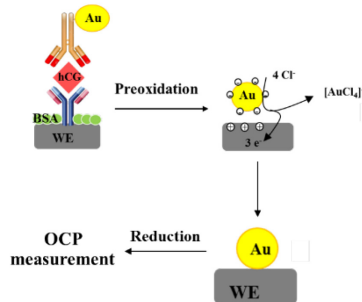 Au
hCG
BSA
WE
Preoxidation
4 Cl-
Au
[AuCl4]
3 e-
Reduction
OCP
measurement
Au
WE